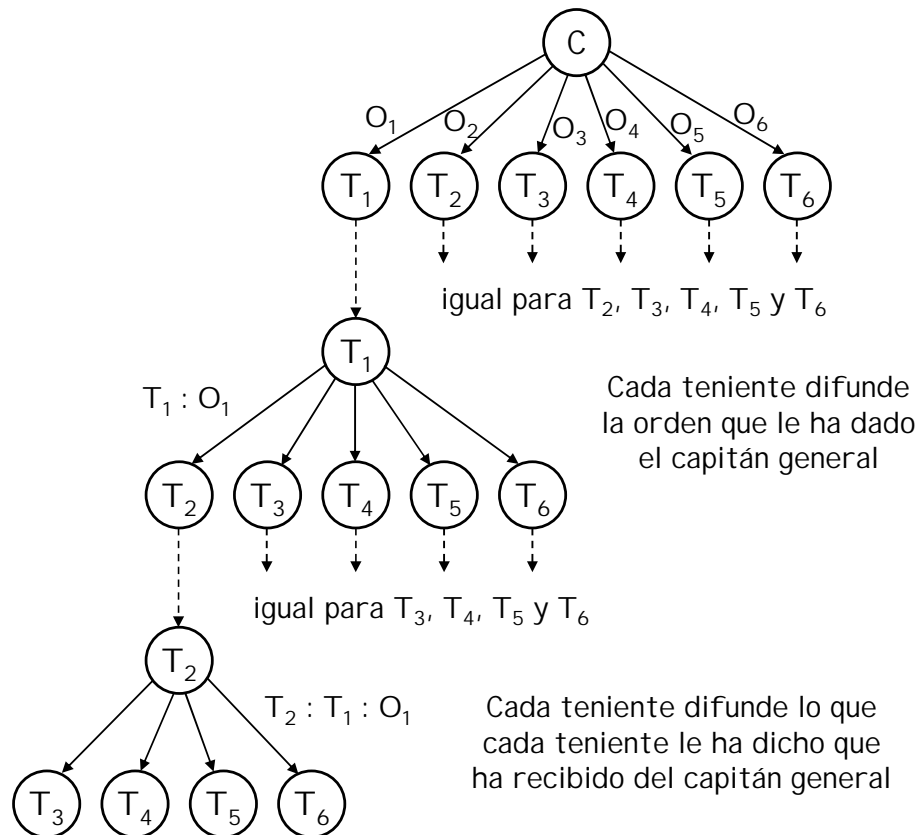 C
O₁ O₂ O₃ O₄ O₅ O₆
T₁ T₂ T₃ T₄ T₅ T₆
igual para T₂, T₃, T₄, T₅ y T₆
T₁
T₁ : O₁
Cada teniente difunde
la orden que le ha dado
el capitán general
T₂ T₃ T₄ T₅ T₆
igual para T₃, T₄, T₅ y T₆
T₂
T₂ : T₁ : O₁
Cada teniente difunde lo que
cada teniente le ha dicho que
ha recibido del capitán general
T₃ T₄ T₅ T₆